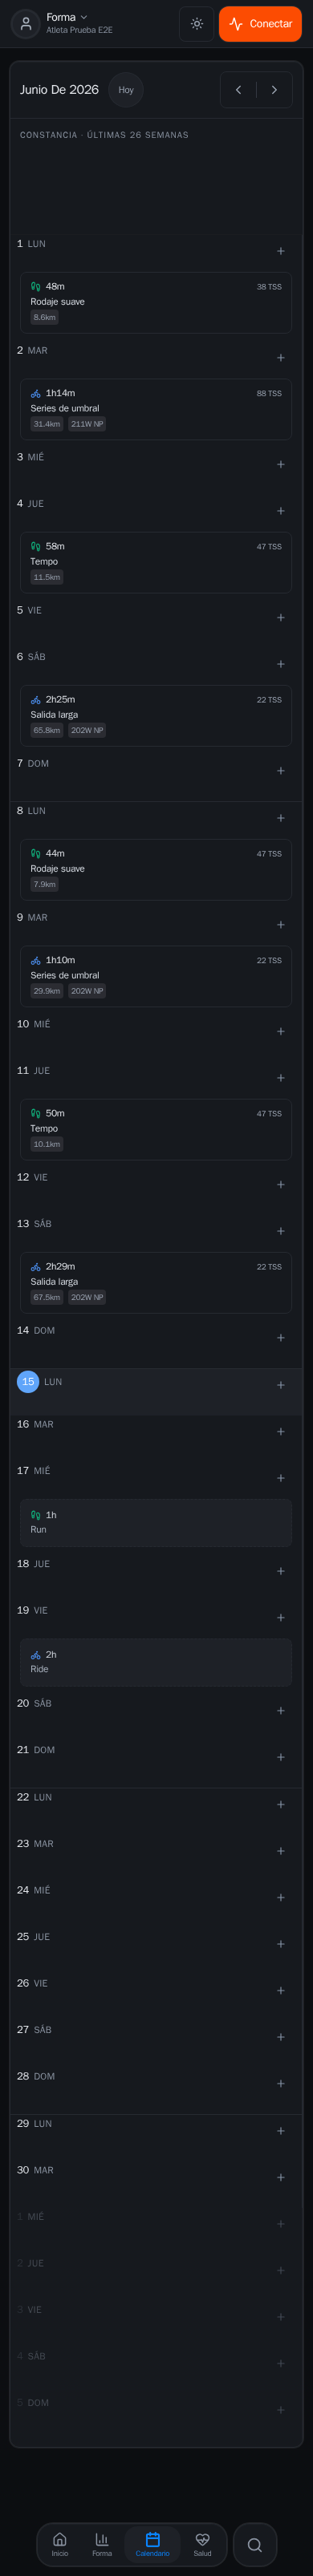 Forma
Atleta Prueba E2E
Conectar
Junio De 2026
Hoy
CONSTANCIA · ÚLTIMAS 26 SEMANAS
1 LUN
48m 38 TSS
Rodaje suave
8.6km
2 MAR
1h14m 88 TSS
Series de umbral
31.4km 211W NP
3 MIÉ
4 JUE
58m 47 TSS
Tempo
11.5km
5 VIE
6 SÁB
2h25m 22 TSS
Salida larga
65.8km 202W NP
7 DOM
8 LUN
44m 47 TSS
Rodaje suave
7.9km
9 MAR
1h10m 22 TSS
Series de umbral
29.9km 202W NP
10 MIÉ
11 JUE
50m 47 TSS
Tempo
10.1km
12 VIE
13 SÁB
2h29m 22 TSS
Salida larga
67.5km 202W NP
14 DOM
15 LUN
16 MAR
17 MIÉ
1h
Run
18 JUE
19 VIE
2h
Ride
20 SÁB
21 DOM
22 LUN
23 MAR
24 MIÉ
25 JUE
26 VIE
27 SÁB
28 DOM
29 LUN
30 MAR
1 MIÉ
2 JUE
3 VIE
4 SÁB
5 DOM
Inicio
Forma
Calendario
Salud